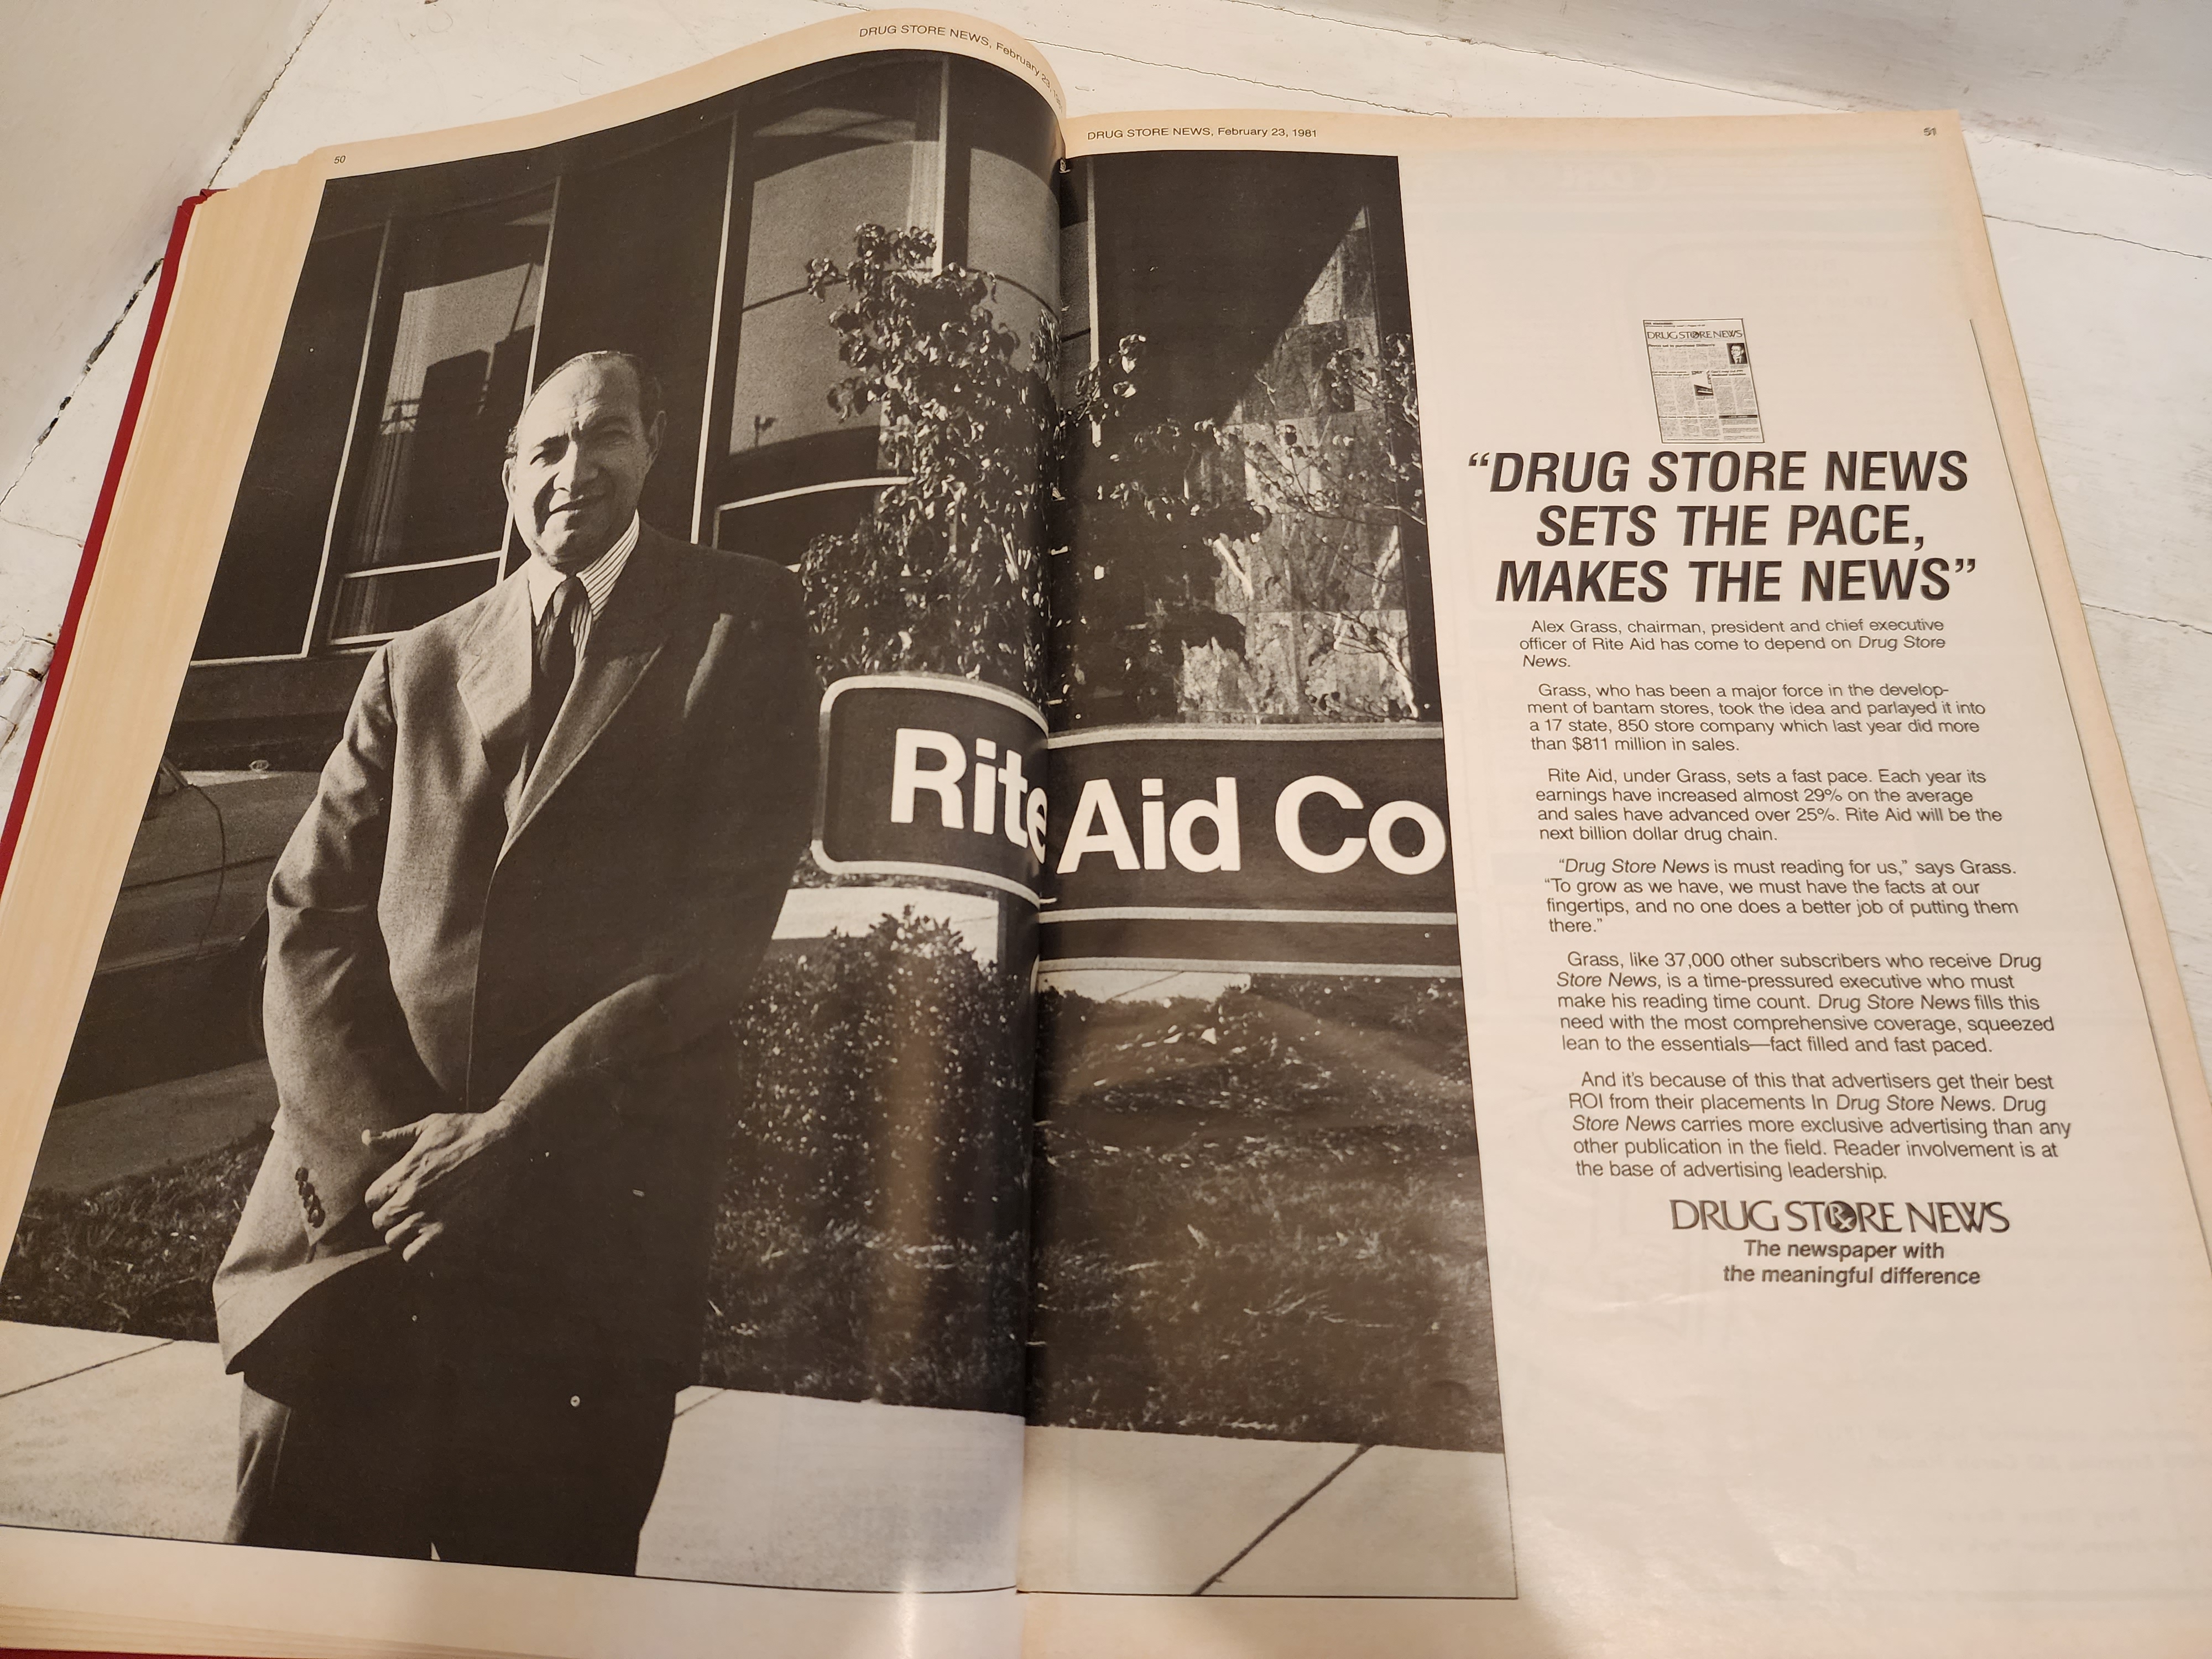 50
DRUG STORE NEWS, February 23,
Rite
DRUG STORE NEWS, February 23, 1981
51
Aid Co
DRUG STORE NEWS
“DRUG STORE NEWS
SETS THE PACE,
MAKES THE NEWS”
Alex Grass, chairman, president and chief executive
officer of Rite Aid has come to depend on Drug Store
News.
Grass, who has been a major force in the develop-
ment of bantam stores, took the idea and parlayed it into
a 17 state, 850 store company which last year did more
than $811 million in sales.
Rite Aid, under Grass, sets a fast pace. Each year its
earnings have increased almost 29% on the average
and sales have advanced over 25%. Rite Aid will be the
next billion dollar drug chain.
“Drug Store News is must reading for us,” says Grass.
“To grow as we have, we must have the facts at our
fingertips, and no one does a better job of putting them
there.”
Grass, like 37,000 other subscribers who receive Drug
Store News, is a time-pressured executive who must
make his reading time count. Drug Store News fills this
need with the most comprehensive coverage, squeezed
lean to the essentials—fact filled and fast paced.
And it's because of this that advertisers get their best
ROI from their placements In Drug Store News. Drug
Store News carries more exclusive advertising than any
other publication in the field. Reader involvement is at
the base of advertising leadership.
DRUG STORE NEWS
The newspaper with
the meaningful difference